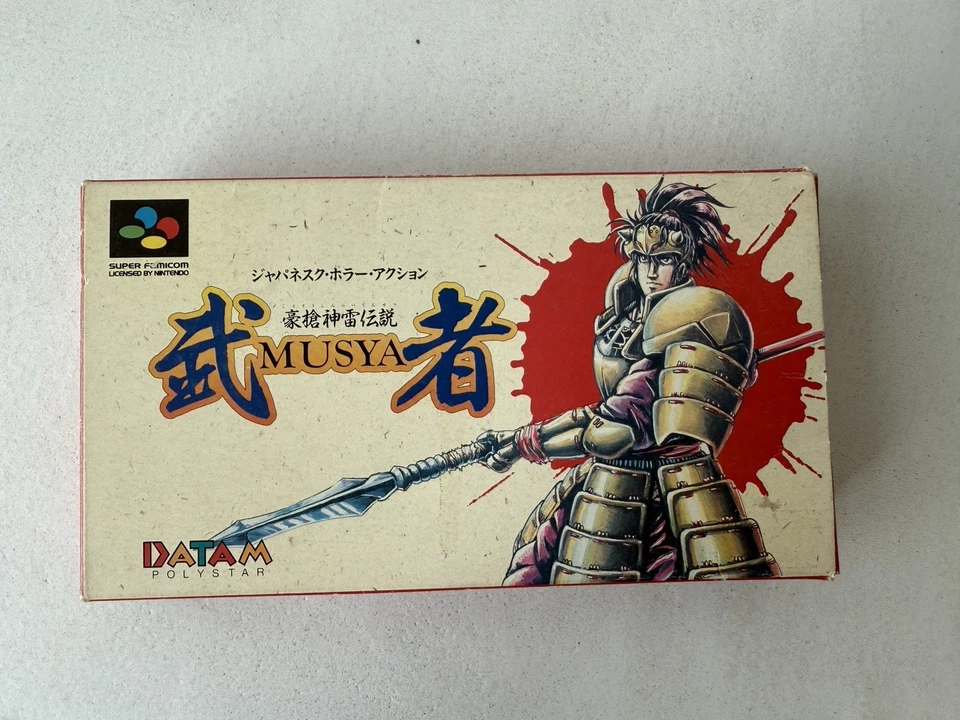 SUPER FAMICOM
LICENSED BY NINTENDO
ジャパネスク・ホラー・アクション
豪槍神雷伝説
武者
MUSYA
DATAM
POLYSTAR